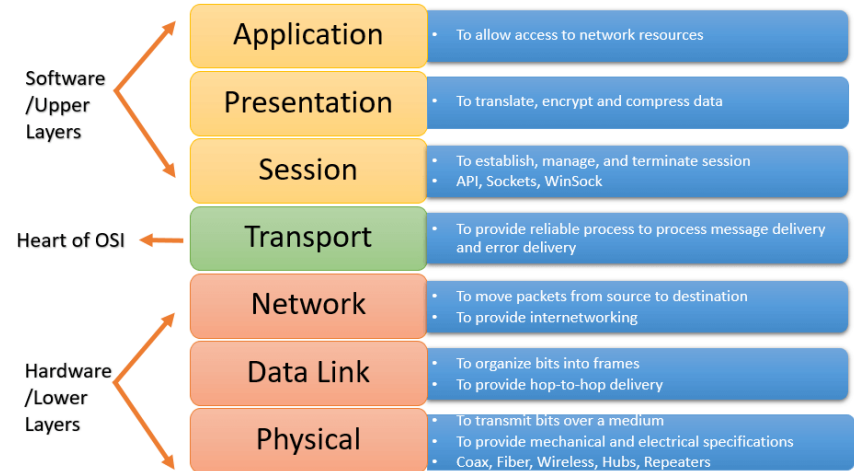 Application
• To allow access to network resources
Software
/Upper
Layers
Presentation
• To translate, encrypt and compress data
Session
• To establish, manage, and terminate session
• API, Sockets, WinSock
Heart of OSI
Transport
• To provide reliable process to process message delivery
and error delivery
Network
• To move packets from source to destination
• To provide internetworking
Hardware
/Lower
Layers
Data Link
• To organize bits into frames
• To provide hop-to-hop delivery
Physical
• To transmit bits over a medium
• To provide mechanical and electrical specifications
• Coax, Fiber, Wireless, Hubs, Repeaters